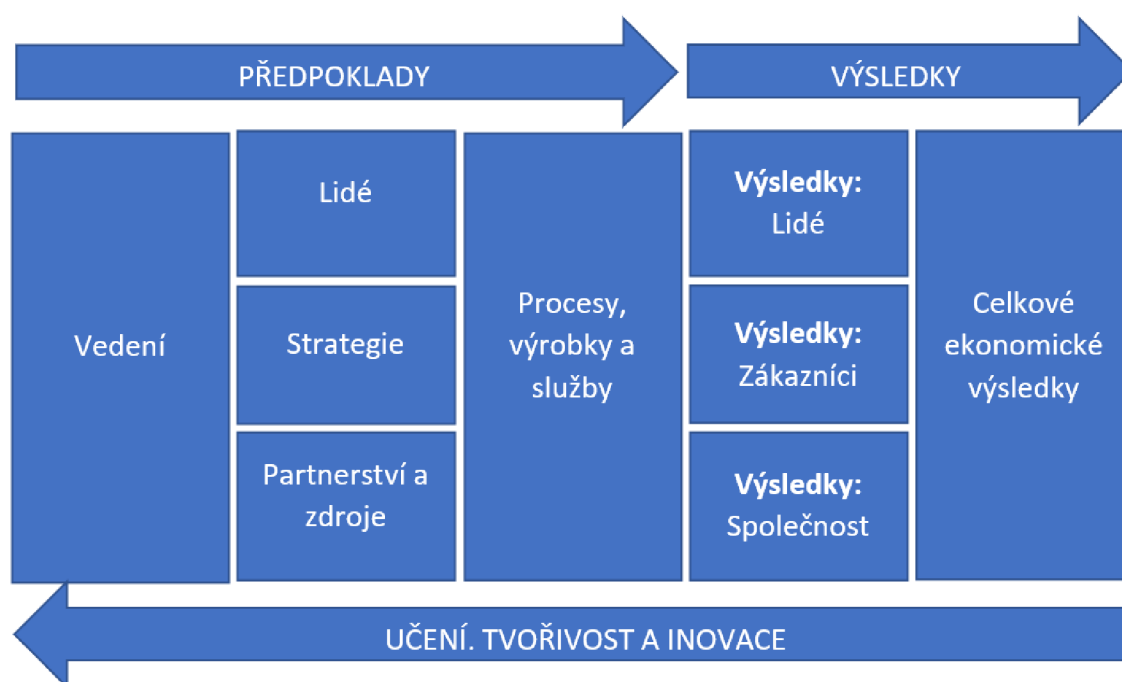 PŘEDPOKLADY
VÝSLEDKY
Vedení
Lidé
Strategie
Partnerství a
zdroje
Procesy,
výrobky a
služby
Výsledky:
Lidé
Výsledky:
Zákazníci
Výsledky:
Společnost
Celkové
ekonomické
výsledky
UČENÍ. TVOŘIVOST A INOVACE